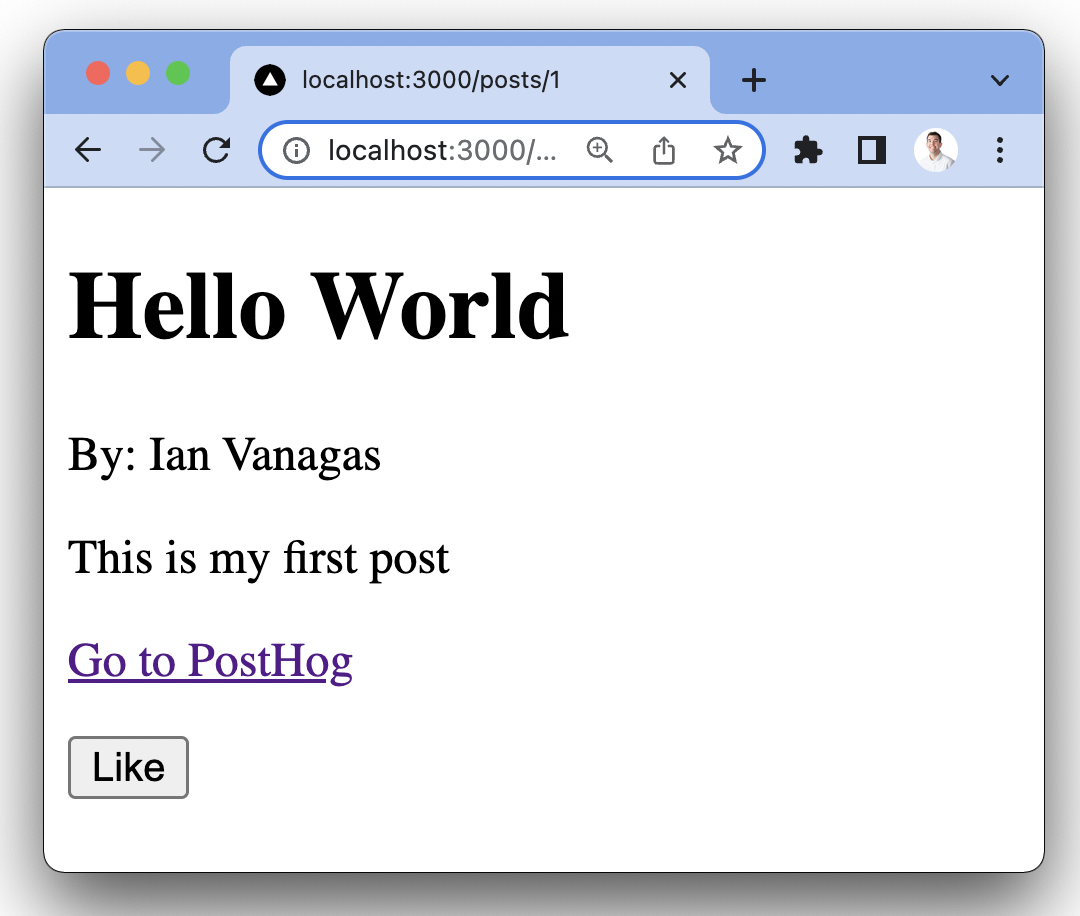 localhost:3000/posts/1
localhost:3000/...
Hello World
By: Ian Vanagas
This is my first post
Go to PostHog
Like